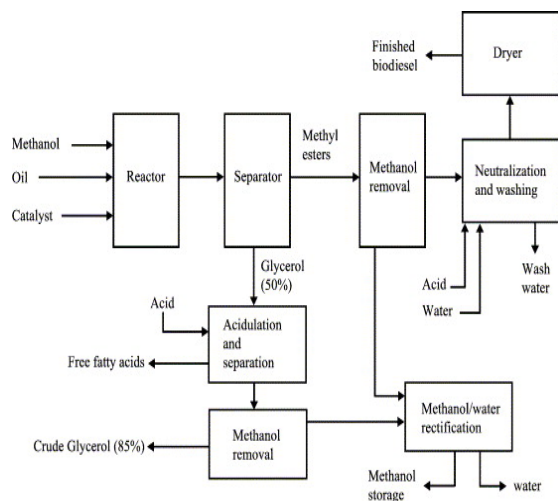 Finished
biodiesel
Dryer
Methanol
Oil
Catalyst
Reactor
Separator
Methyl
esters
Methanol
removal
Neutralization
and washing
Glycerol
(50%)
Acid
Water
Wash
water
Acid
Acidulation
and
separation
Free fatty acids
Methanol
removal
Crude Glycerol (85%)
Methanol/water
rectification
Methanol
storage
water